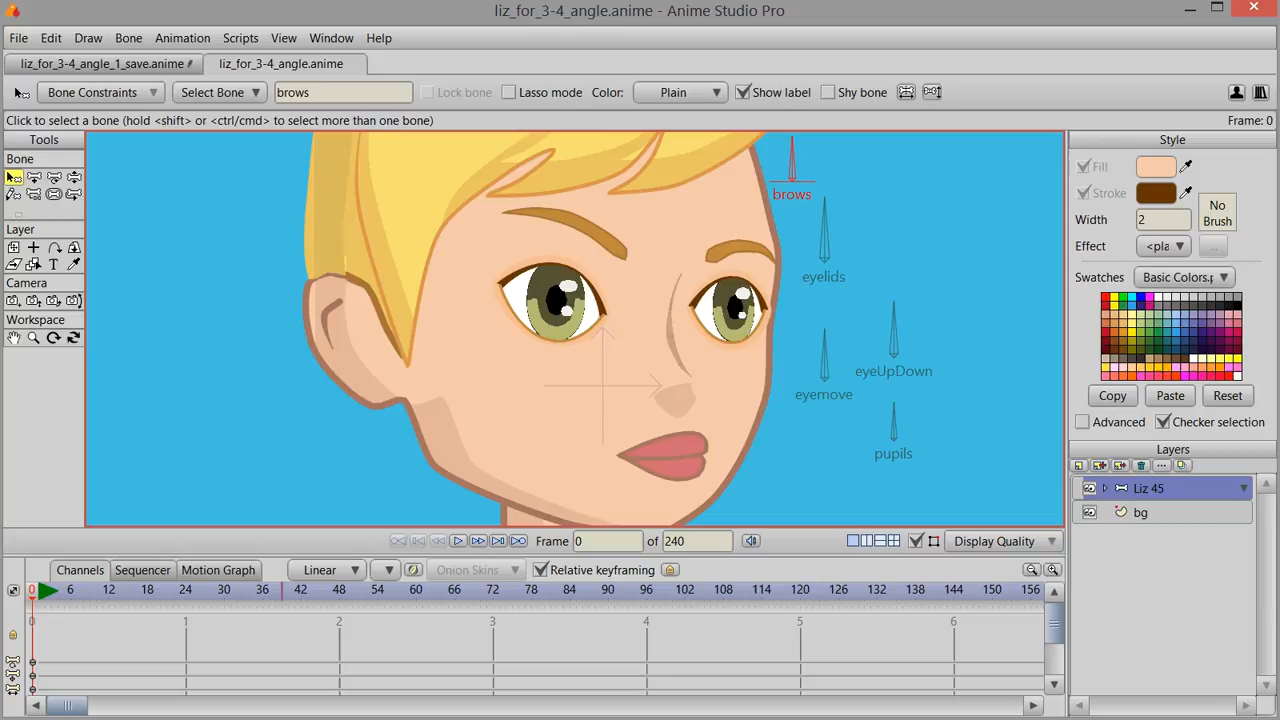 liz_for_3-4_angle.anime - Anime Studio Pro
File Edit Draw Bone Animation Scripts View Window Help
liz_for_3-4_angle_1_save.anime liz_for_3-4_angle.anime
Bone Constraints Select Bone brows Lock bone Lasso mode Color: Plain Show label Shy bone
Click to select a bone (hold <shift> or <ctrl/cmd> to select more than one bone) Frame: 0
Tools
Bone
Layer
Camera
Workspace
brows
eyelids
eyeUpDown
eyemove
pupils
Style
Fill
Stroke
Width 2
No Brush
Effect <pla ...
Swatches Basic Colors.p
Copy Paste Reset
Advanced Checker selection
Layers
Liz 45
bg
Frame 0 of 240 Display Quality
Channels Sequencer Motion Graph Linear Onion Skins Relative keyframing
0 6 12 18 24 30 36 42 48 54 60 66 72 78 84 90 96 102 108 114 120 126 132 138 144 150 156
0 1 2 3 4 5 6